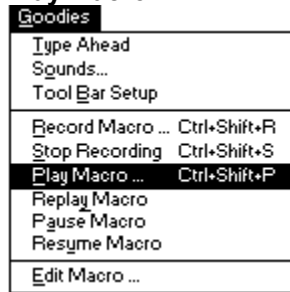 Goodies
Type Ahead
Sounds...
Tool Bar Setup
Record Macro ... Ctrl+Shift+R
Stop Recording Ctrl+Shift+S
Play Macro ... Ctrl+Shift+P
Replay Macro
Pause Macro
Resume Macro
Edit Macro ...